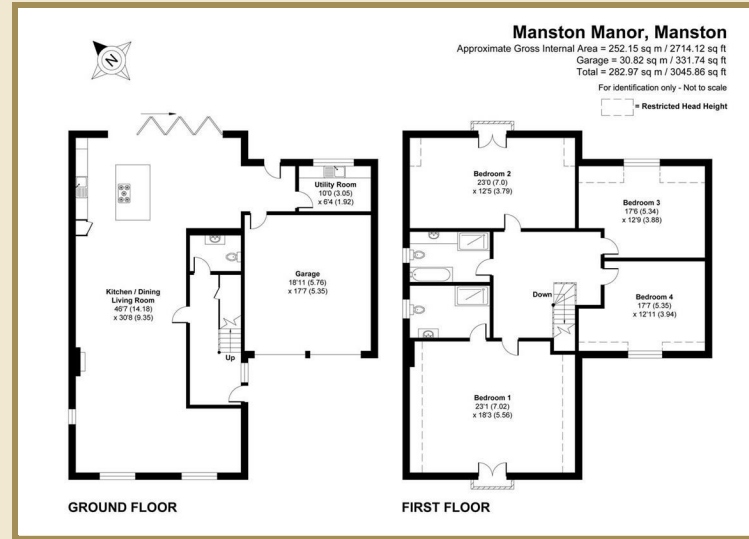 Manston Manor, Manston
Approximate Gross Internal Area = 252.15 sq m / 2714.12 sq ft
Garage = 30.82 sq m / 331.74 sq ft
Total = 282.97 sq m / 3045.86 sq ft
For identification only - Not to scale
= Restricted Head Height
N
Utility Room
10'0 (3.05)
x 6'4 (1.92)
Garage
18'11 (5.76)
x 17'7 (5.35)
Kitchen / Dining
Living Room
46'7 (14.18)
x 30'8 (9.35)
Up
GROUND FLOOR
Bedroom 2
23'0 (7.0)
x 12'5 (3.79)
Bedroom 3
17'6 (5.34)
x 12'9 (3.88)
Down
Bedroom 4
17'7 (5.35)
x 12'11 (3.94)
Bedroom 1
23'1 (7.02)
x 18'3 (5.56)
FIRST FLOOR